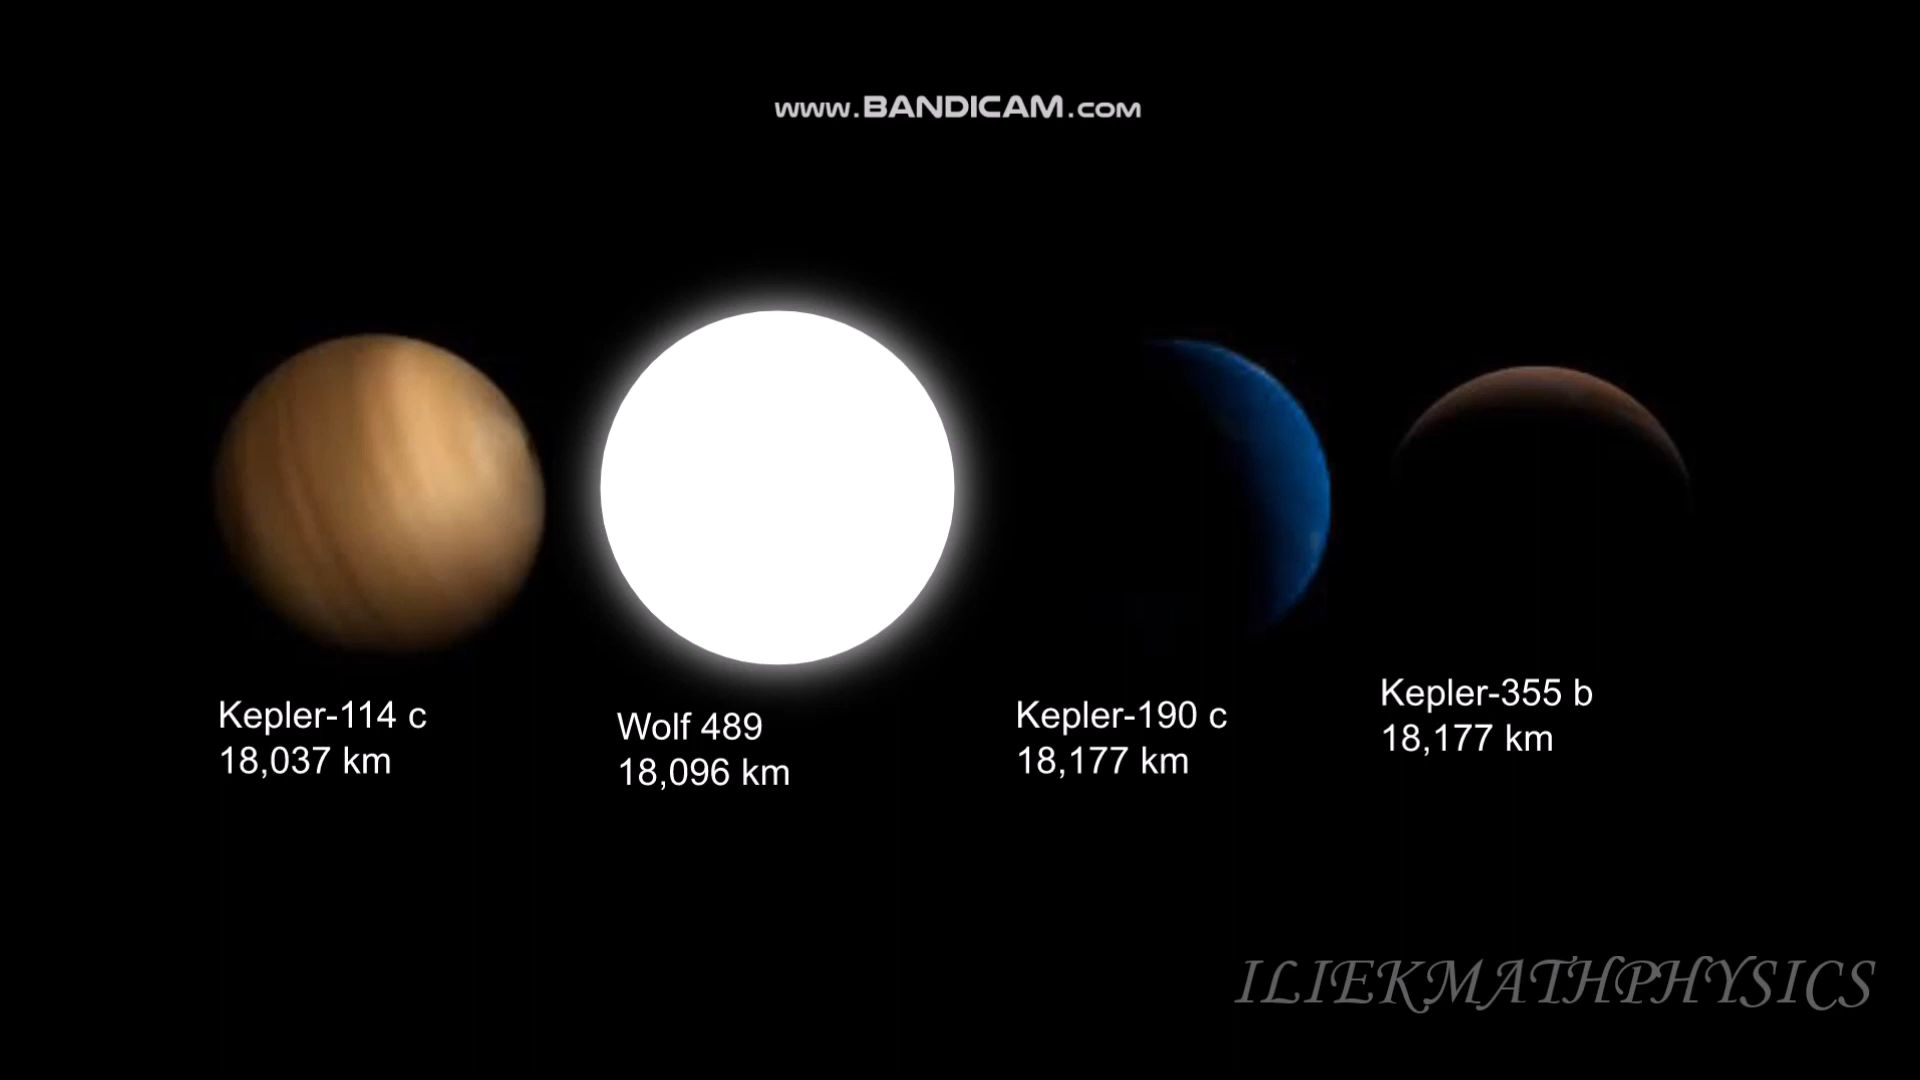 www.BANDICAM.com
Kepler-114 c
18,037 km
Wolf 489
18,096 km
Kepler-190 c
18,177 km
Kepler-355 b
18,177 km
ILIEKMATHPHYSICS